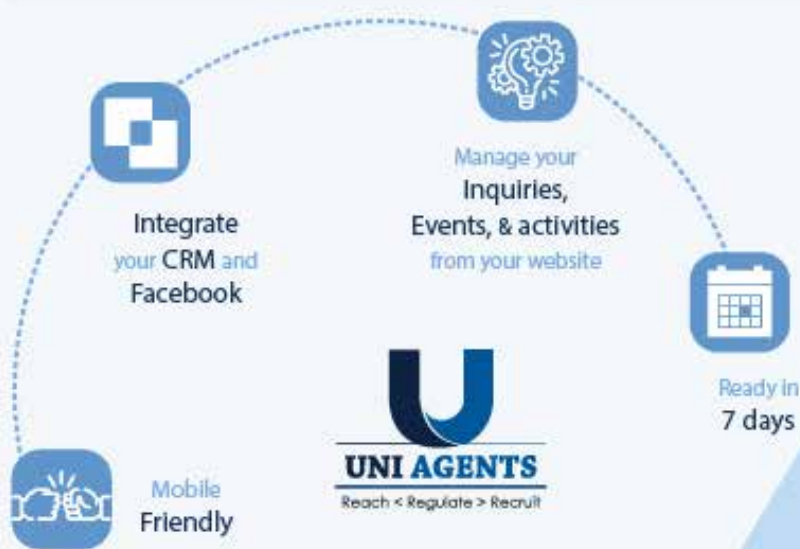 Manage your
Inquiries,
Events, & activities
from your website
Integrate
your CRM and
Facebook
Ready in
7 days
UNI AGENTS
Reach < Regulate > Recruit
Mobile
Friendly